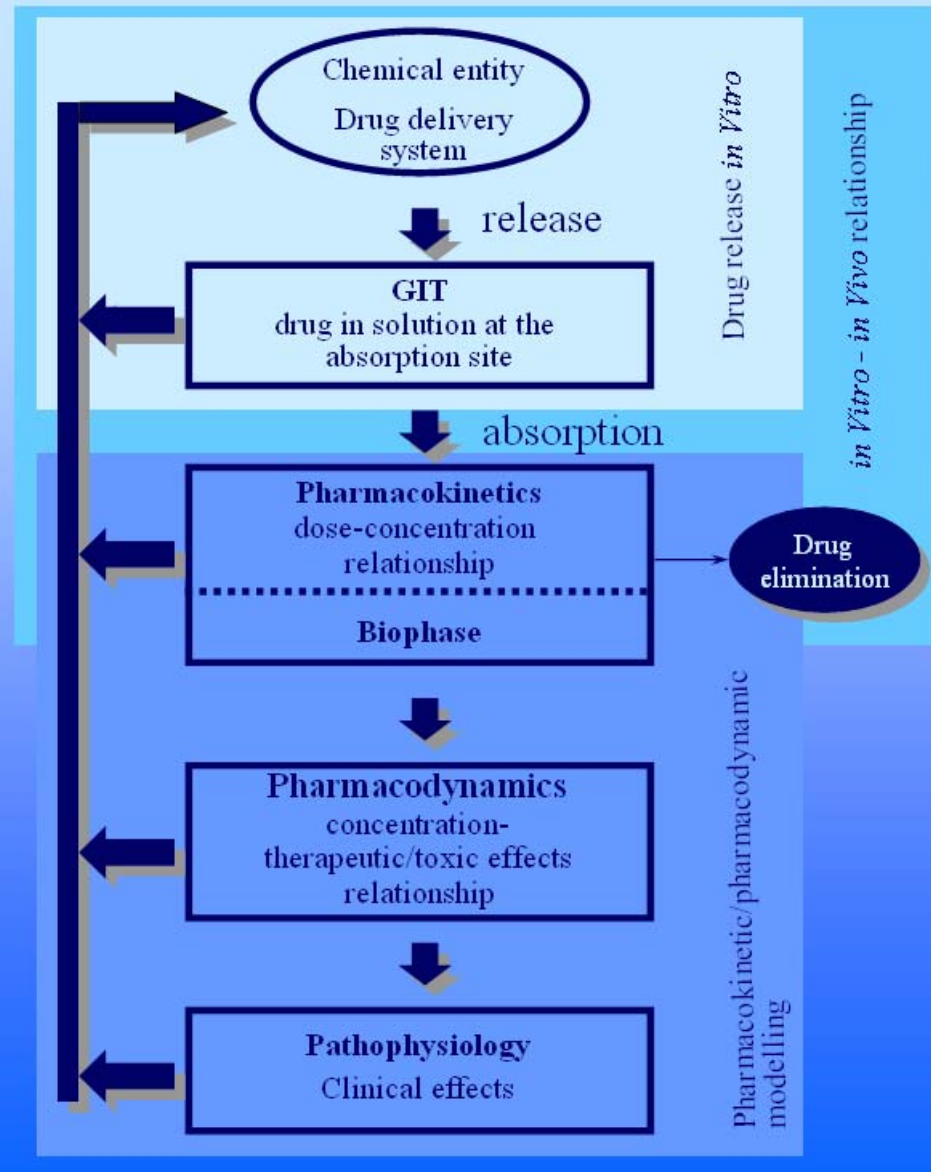 Chemical entity
Drug delivery
system
release
GIT
drug in solution at the
absorption site
Drug release in Vitro
absorption
in Vitro - in Vivo relationship
Pharmacokinetics
dose-concentration
relationship
Biophase
Drug
elimination
Pharmacodynamics
concentration-
therapeutic/toxic effects
relationship
Pathophysiology
Clinical effects
Pharmacokinetic/pharmacodynamic
modelling